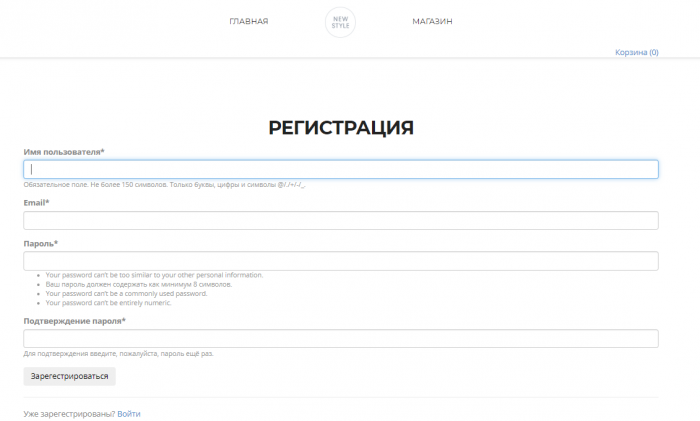 ГЛАВНАЯ
NEW
STYLE
МАГАЗИН
Корзина (0)
РЕГИСТРАЦИЯ
Имя пользователя*
Обязательное поле. Не более 150 символов. Только буквы, цифры и символы @/./+/-/_.
Email*
Пароль*
Your password can't be too similar to your other personal information.
Ваш пароль должен содержать как минимум 8 символов.
Your password can't be a commonly used password.
Your password can't be entirely numeric.
Подтверждение пароля*
Для подтверждения введите, пожалуйста, пароль ещё раз.
Зарегестрироваться
Уже зарегестрированы? Войти